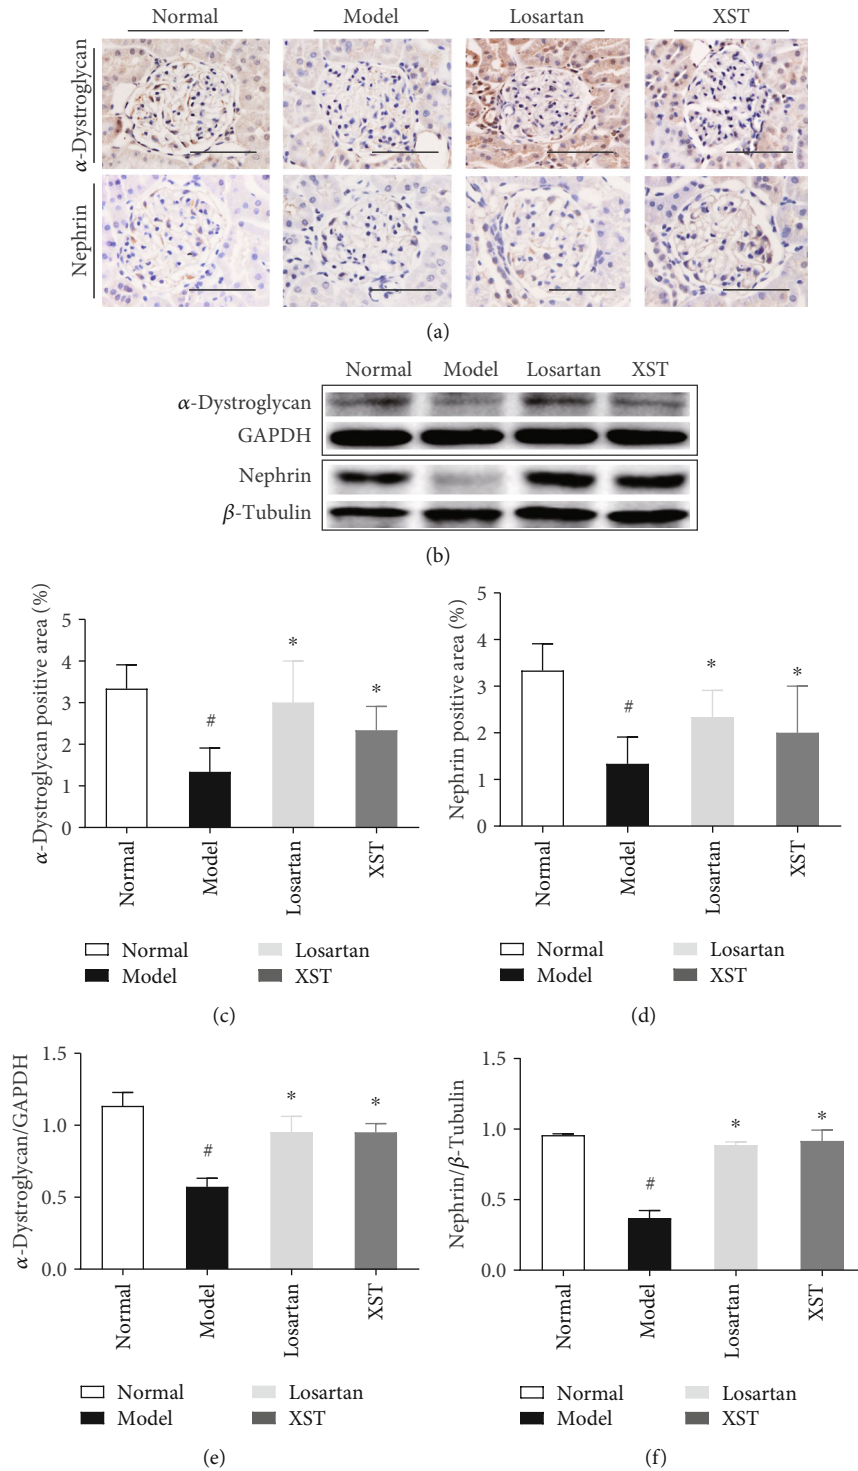 Normal Model Losartan XST
α-Dystroglycan
Nephrin
(a)
Normal Model Losartan XST
α-Dystroglycan
GAPDH
Nephrin
β-Tubulin
(b)
α-Dystroglycan positive area (%)
5
4
3
2
1
0
#
*
*
Normal
Model
Losartan
XST
Normal Losartan
Model XST
(c)
Nephrin positive area (%)
5
4
3
2
1
0
#
*
*
Normal
Model
Losartan
XST
Normal Losartan
Model XST
(d)
α-Dystroglycan/GAPDH
1.5
1.0
0.5
0.0
#
*
*
Normal
Model
Losartan
XST
Normal Losartan
Model XST
(e)
Nephrin/β-Tubulin
1.5
1.0
0.5
0.0
#
*
*
Normal
Model
Losartan
XST
Normal Losartan
Model XST
(f)